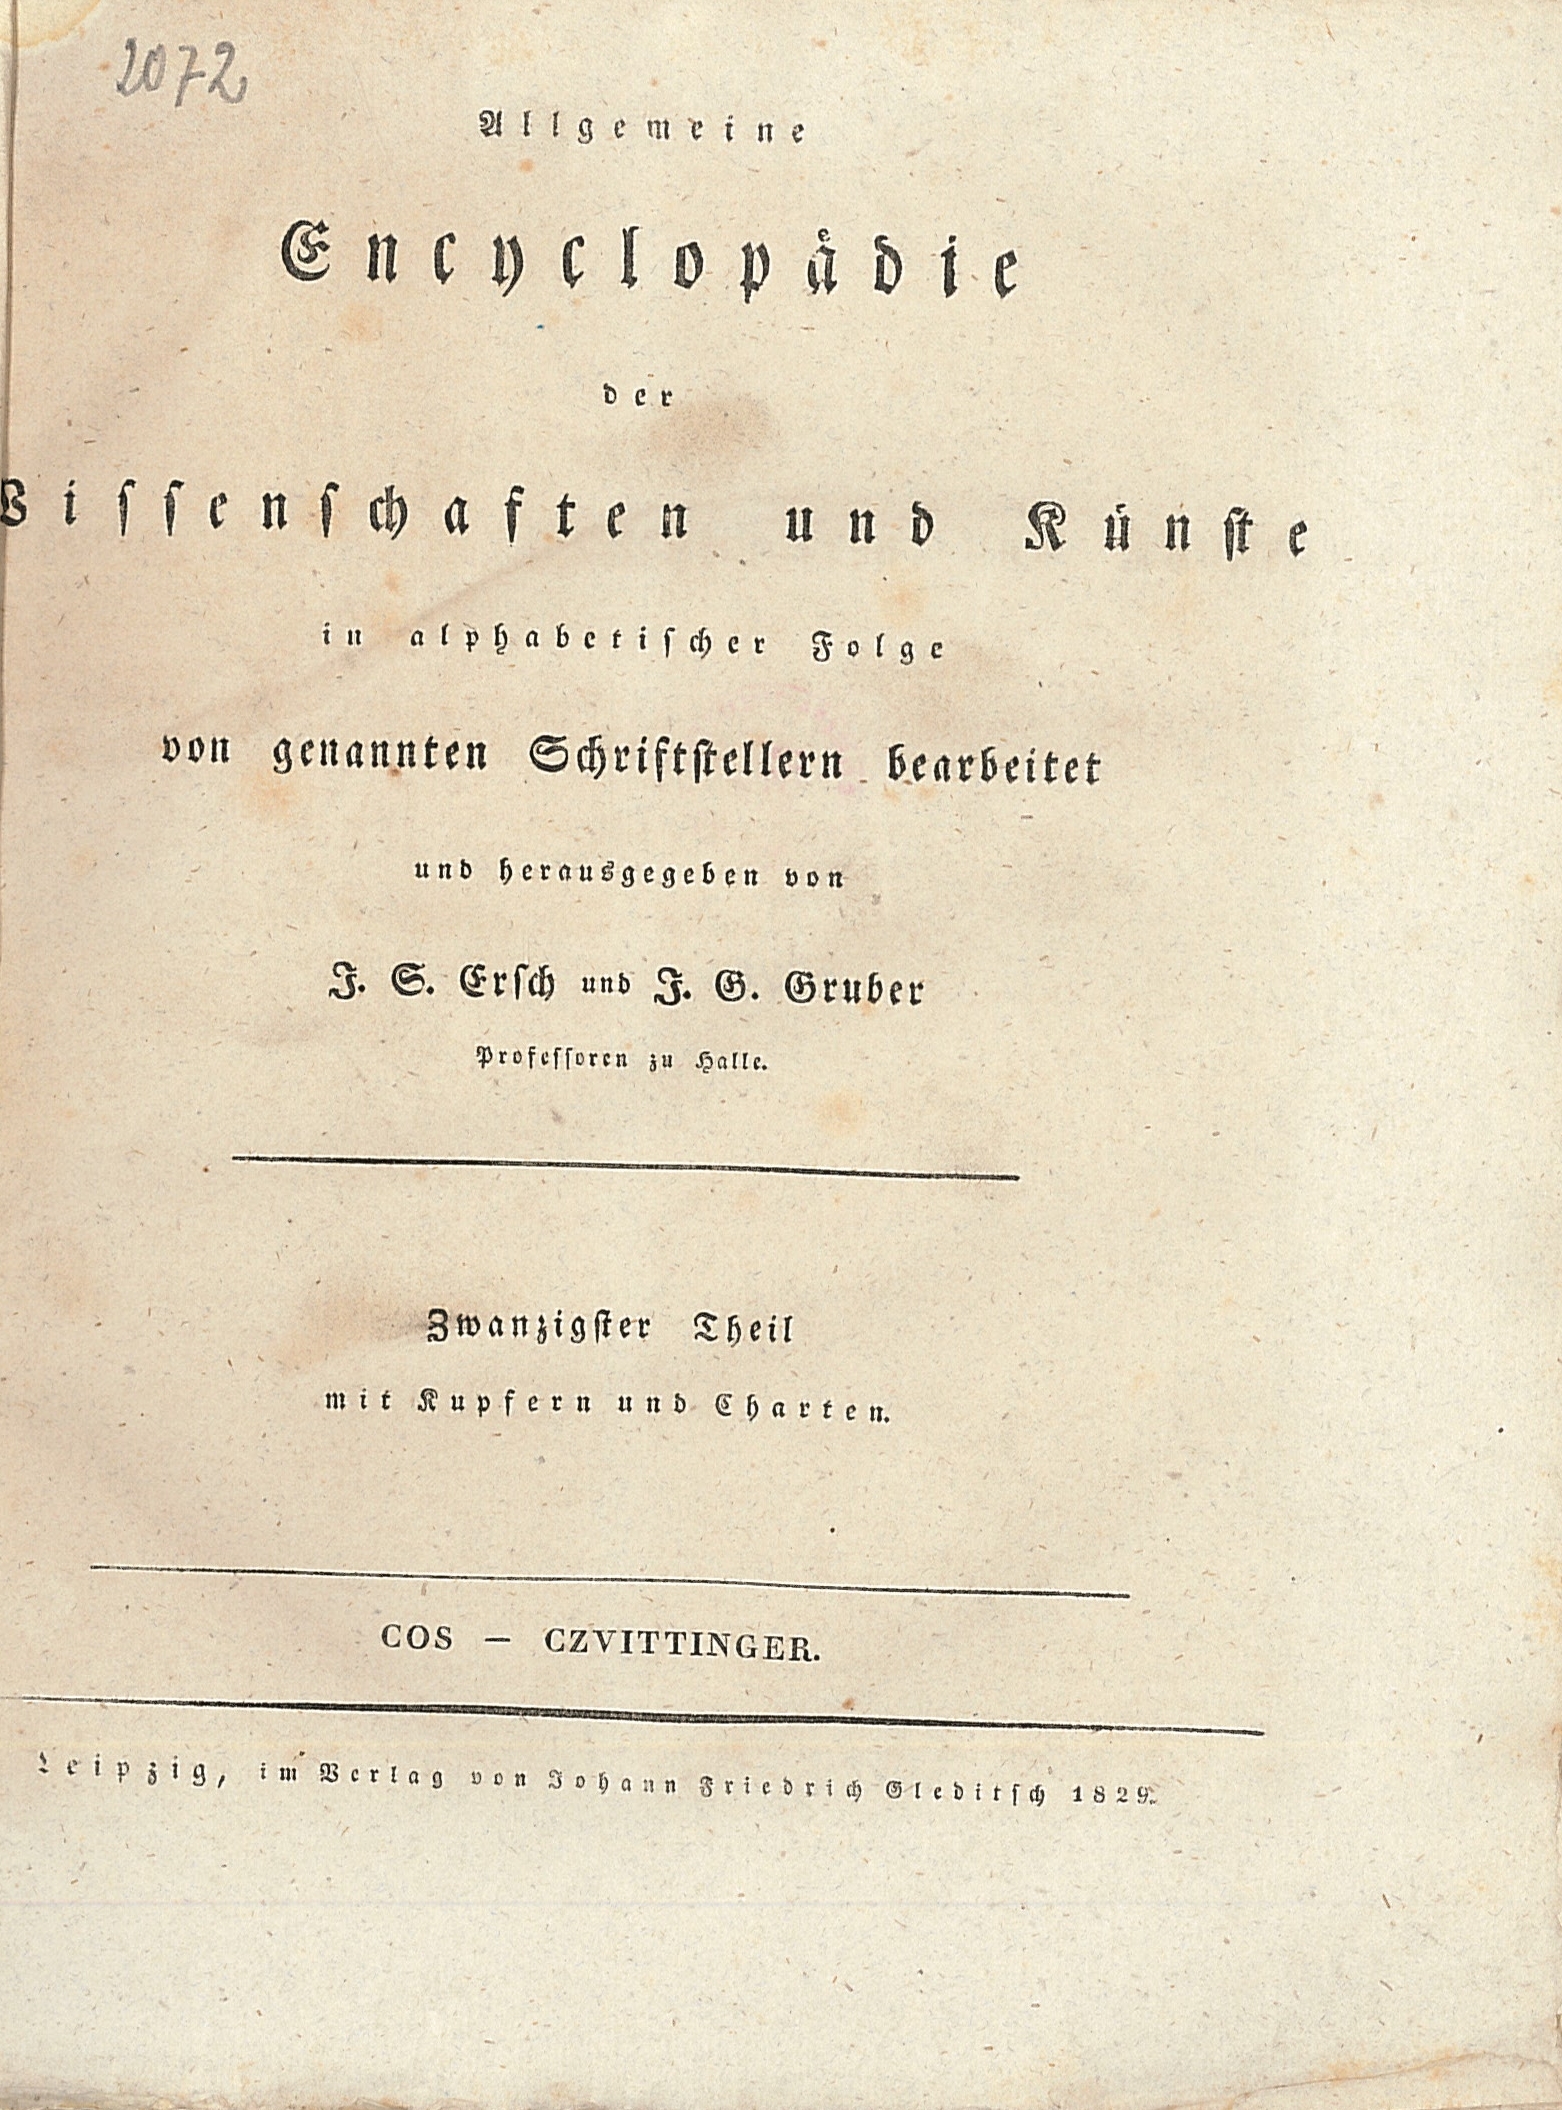 2072
Allgemeine
Encyclopådie
der
Wissenschaften und Künste
in alphabetischer Folge
von genannten Schriftstellern bearbeitet
und herausgegeben von
J. S. Ersch und J. G. Gruber
Professoren zu Halle.
Zwanzigster Theil
mit Kupfern und Charten.
COS — CZVITTINGER.
Leipzig, im Verlag von Johann Friedrich Gleditsch 1829.